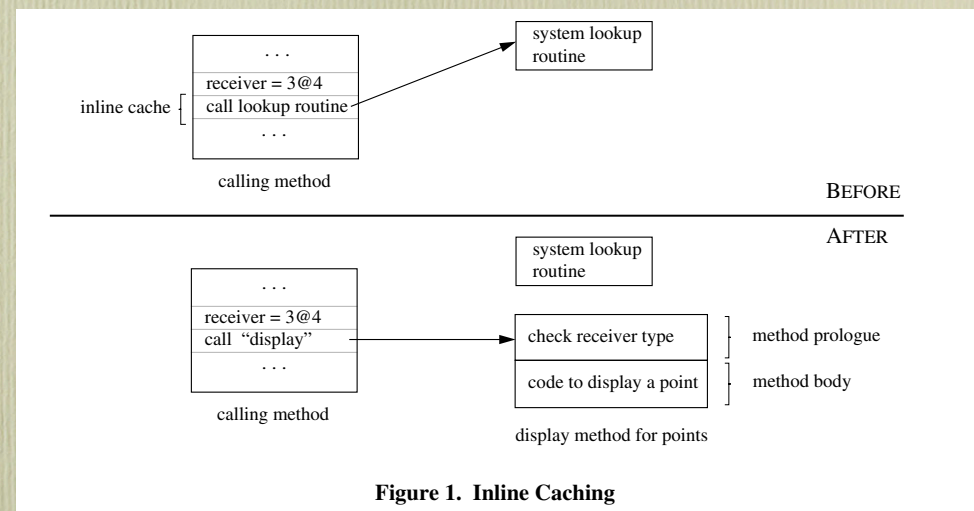 system lookup
routine
. . .
receiver = 3@4
inline cache
call lookup routine
. . .
calling method
BEFORE
AFTER
system lookup
routine
. . .
receiver = 3@4
call “display”
. . .
calling method
check receiver type
method prologue
code to display a point
method body
display method for points
Figure 1. Inline Caching